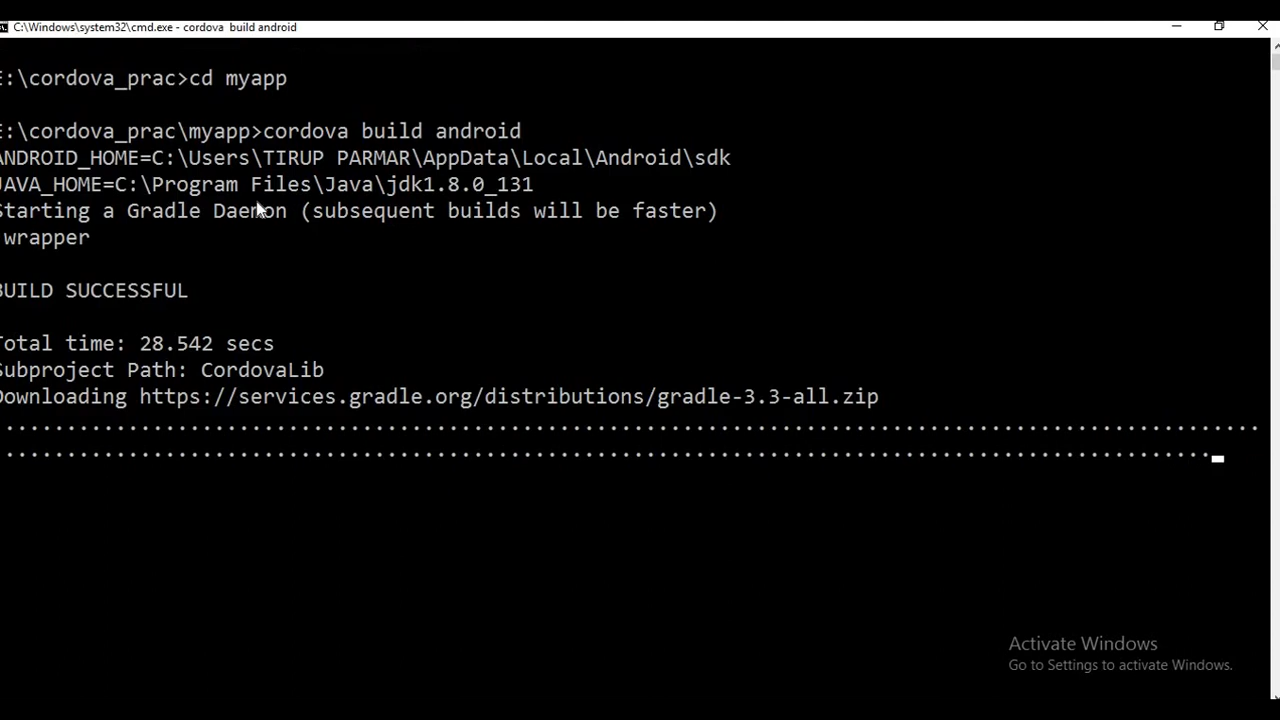 C:\Windows\system32\cmd.exe - cordova build android
E:\cordova_prac>cd myapp
E:\cordova_prac\myapp>cordova build android
ANDROID_HOME=C:\Users\TIRUP PARMAR\AppData\Local\Android\sdk
JAVA_HOME=C:\Program Files\Java\jdk1.8.0_131
Starting a Gradle Daemon (subsequent builds will be faster)
wrapper
BUILD SUCCESSFUL
Total time: 28.542 secs
Subproject Path: CordovaLib
Downloading https://services.gradle.org/distributions/gradle-3.3-all.zip
.....................................................................................................
.................................................................................................
Activate Windows
Go to Settings to activate Windows.